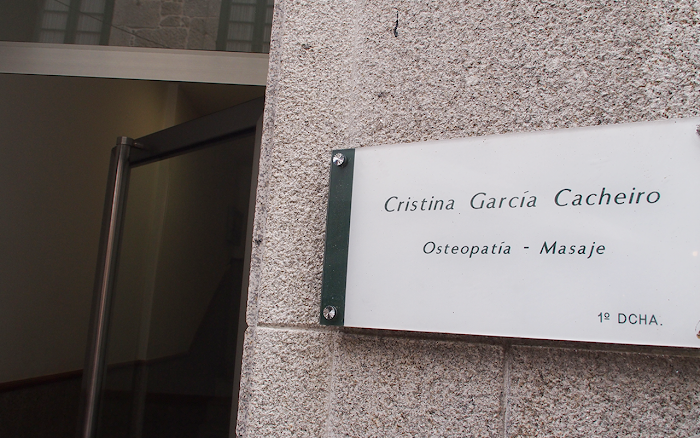 Cristina García Cacheiro
Osteopatía - Masaje
1º DCHA.